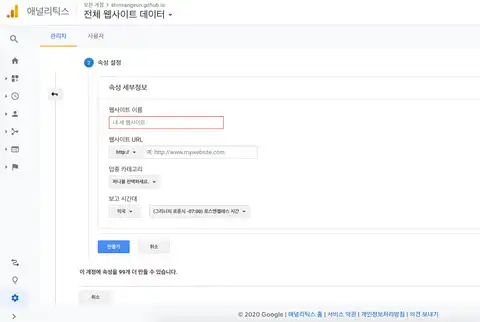 애널리틱스
모든 계정 > shinmangeun.github.io
전체 웹사이트 데이터
관리자 사용자
2 속성 설정
속성 세부정보
웹사이트 이름
내 새 웹사이트
웹사이트 URL
http:// 예: http://www.mywebsite.com
업종 카테고리
하나를 선택하세요.
보고 시간대
미국 (그리니치 표준시 -07:00) 로스앤젤레스 시간
만들기 취소
이 계정에 속성을 99개 더 만들 수 있습니다.
취소
© 2020 Google | 애널리틱스 홈 | 서비스 약관 | 개인정보처리방침 | 의견 보내기